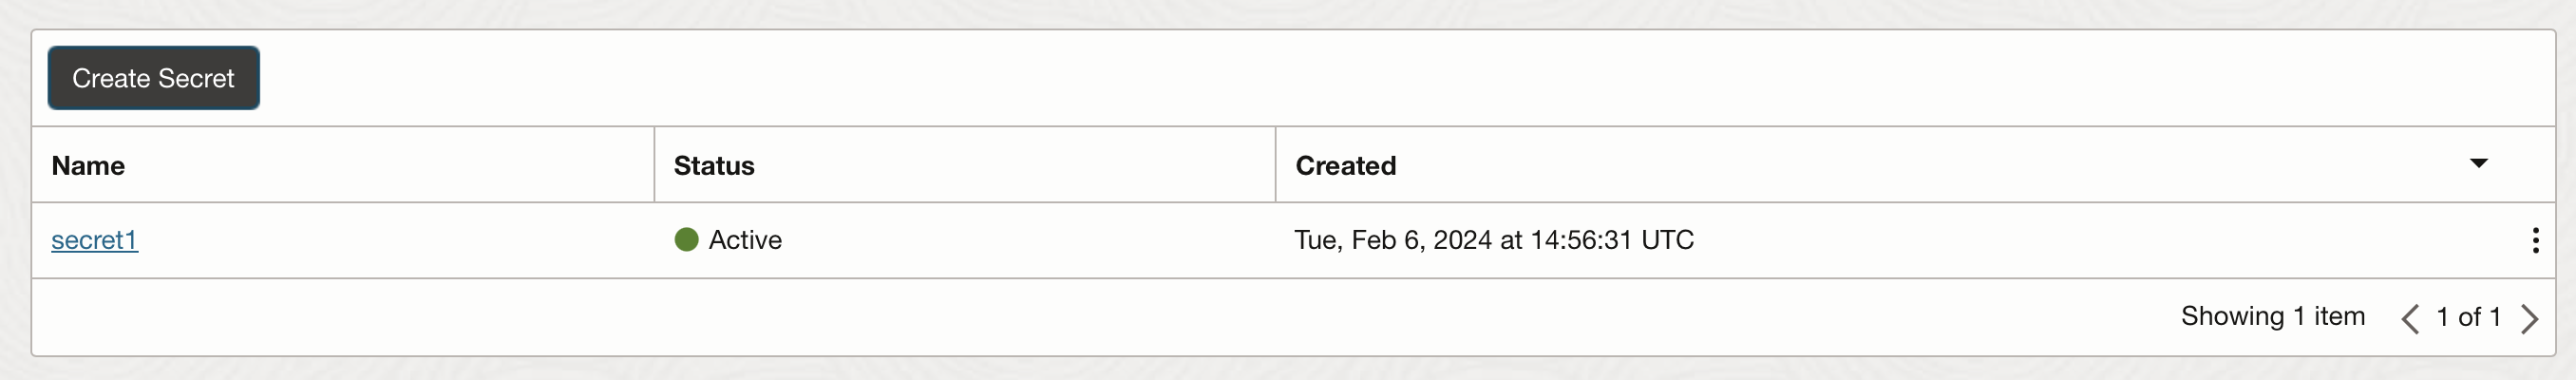 Create Secret
Name Status Created
secret1 Active Tue, Feb 6, 2024 at 14:56:31 UTC
Showing 1 item 1 of 1